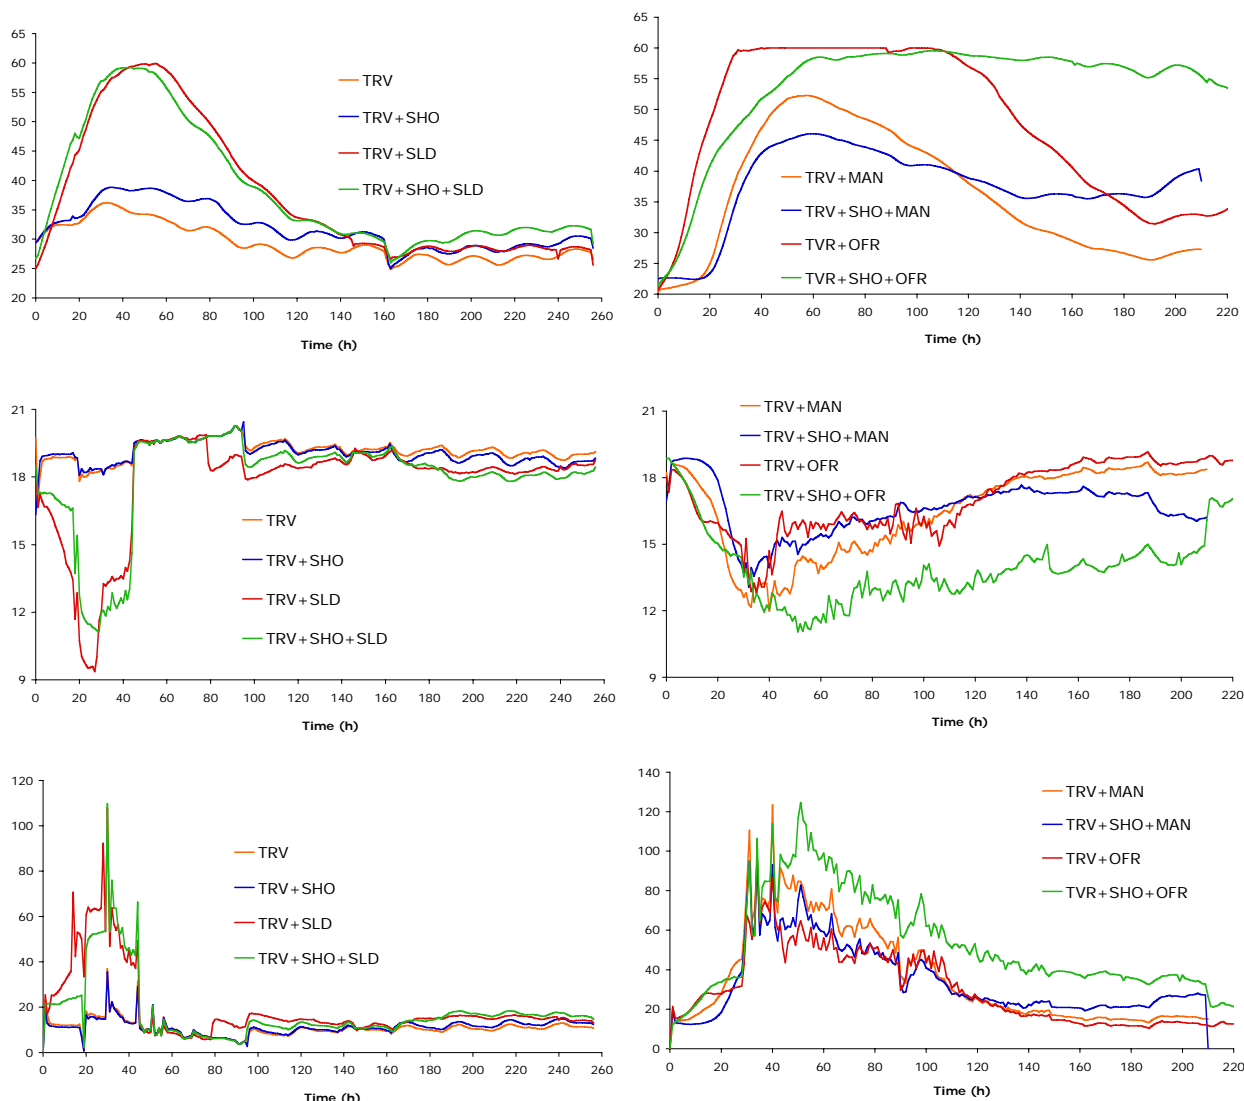 65
60
55
50
45
40
35
30
25
20
0 20 40 60 80 100 120 140 160 180 200 220 240 260
Time (h)
TRV
TRV+SHO
TRV+SLD
TRV+SHO+SLD
65
60
55
50
45
40
35
30
25
20
0 20 40 60 80 100 120 140 160 180 200 220
Time (h)
TRV+MAN
TRV+SHO+MAN
TVR+OFR
TVR+SHO+OFR
21
18
15
12
9
0 20 40 60 80 100 120 140 160 180 200 220 240 260
Time (h)
TRV
TRV+SHO
TRV+SLD
TRV+SHO+SLD
21
18
15
12
9
0 20 40 60 80 100 120 140 160 180 200 220
Time (h)
TRV+MAN
TRV+SHO+MAN
TRV+OFR
TRV+SHO+OFR
120
100
80
60
40
20
0
0 20 40 60 80 100 120 140 160 180 200 220 240 260
Time (h)
TRV
TRV+SHO
TRV+SLD
TRV+SHO+SLD
140
120
100
80
60
40
20
0
0 20 40 60 80 100 120 140 160 180 200 220
Time (h)
TRV+MAN
TRV+SHO+MAN
TRV+OFR
TVR+SHO+OFR